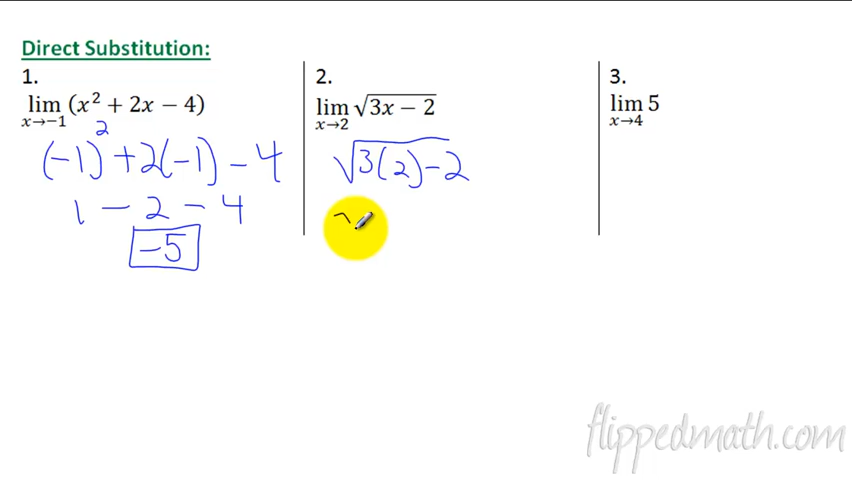 Direct Substitution:
1.
lim (x² + 2x − 4)
x→−1
(-1)² + 2(-1) - 4
1 - 2 - 4
-5
2.
lim √3x − 2
x→2
√3(2) - 2
3.
lim 5
x→4
flippedmath.com